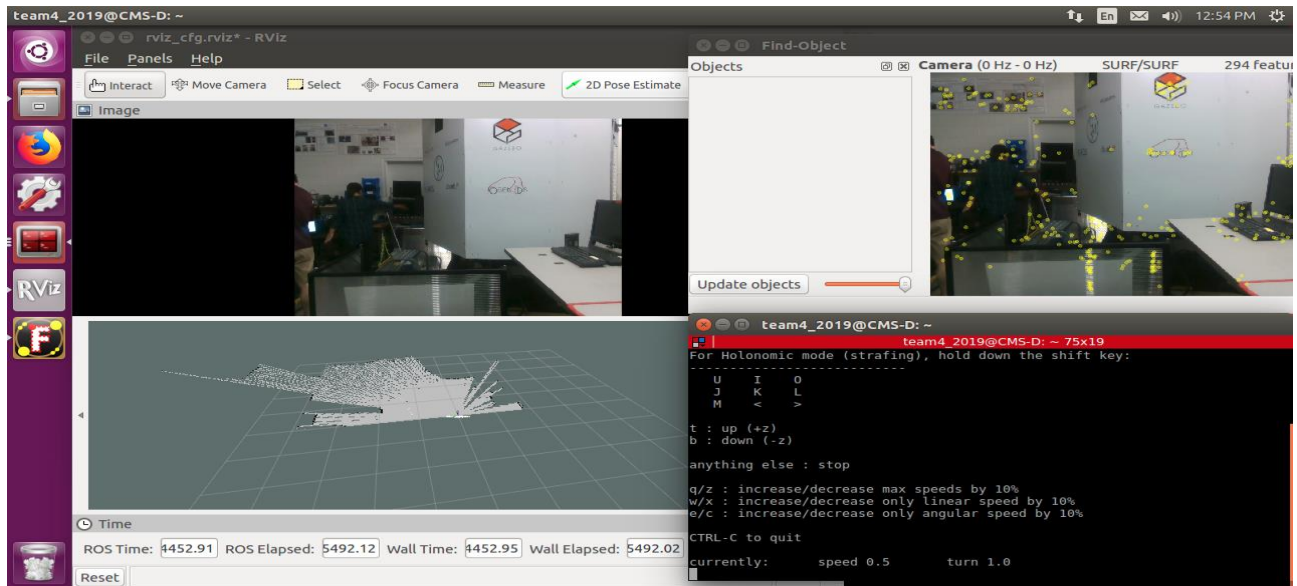 team4_2019@CMS-D: ~
En
12:54 PM
rviz_cfg.rviz* - RViz
File Panels Help
Interact Move Camera Select Focus Camera Measure 2D Pose Estimate
Image
GAZEBO
RViz
Time
ROS Time: 4452.91 ROS Elapsed: 5492.12 Wall Time: 4452.95 Wall Elapsed: 5492.02
Reset
Find-Object
Objects
Camera (0 Hz - 0 Hz) SURF/SURF 294 featur
Update objects
team4_2019@CMS-D: ~
team4_2019@CMS-D: ~ 75x19
For Holonomic mode (strafing), hold down the shift key:
---------------------------
U I O
J K L
M < >
t : up (+z)
b : down (-z)
anything else : stop
q/z : increase/decrease max speeds by 10%
w/x : increase/decrease only linear speed by 10%
e/c : increase/decrease only angular speed by 10%
CTRL-C to quit
currently: speed 0.5 turn 1.0